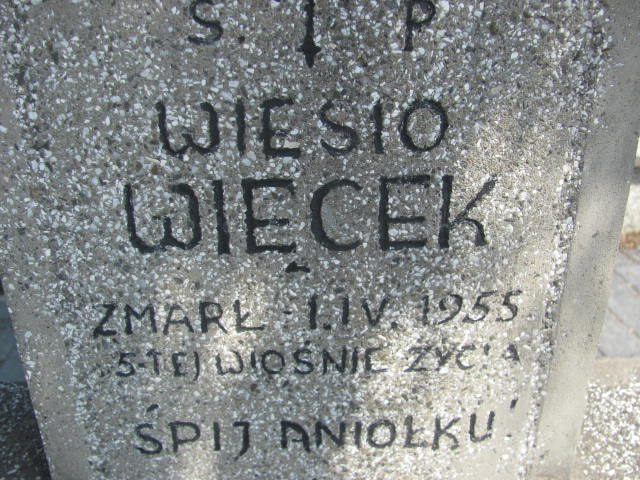 S. P
WIESIO
WIĘCEK
ZMARŁ 1.IV. 1955
5-TEJ WIOŚNIE ŻYCIA
ŚPIJ ANIOŁKU!